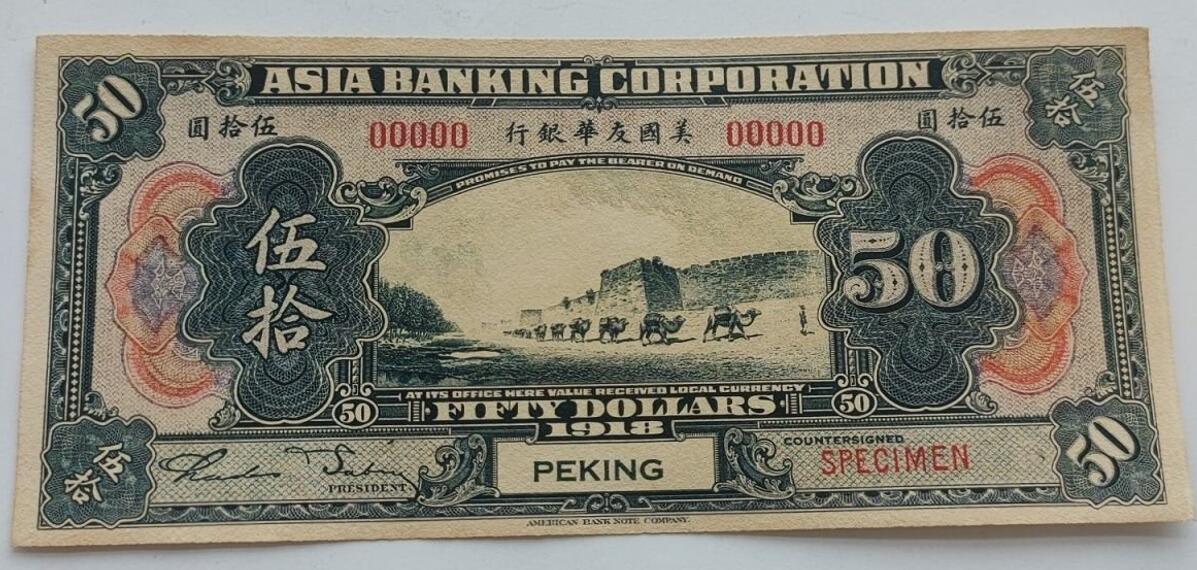 50
ASIA BANKING CORPORATION
伍拾
圓拾伍
00000
行銀華友國美
00000
圓拾伍
PROMISES TO PAY THE BEARER ON DEMAND
伍拾
50
50
AT ITS OFFICE HERE VALUE RECEIVED LOCAL CURRENCY
50
FIFTY DOLLARS
1918
伍拾
PRESIDENT.
PEKING
COUNTERSIGNED
SPECIMEN
50
AMERICAN BANK NOTE COMPANY.